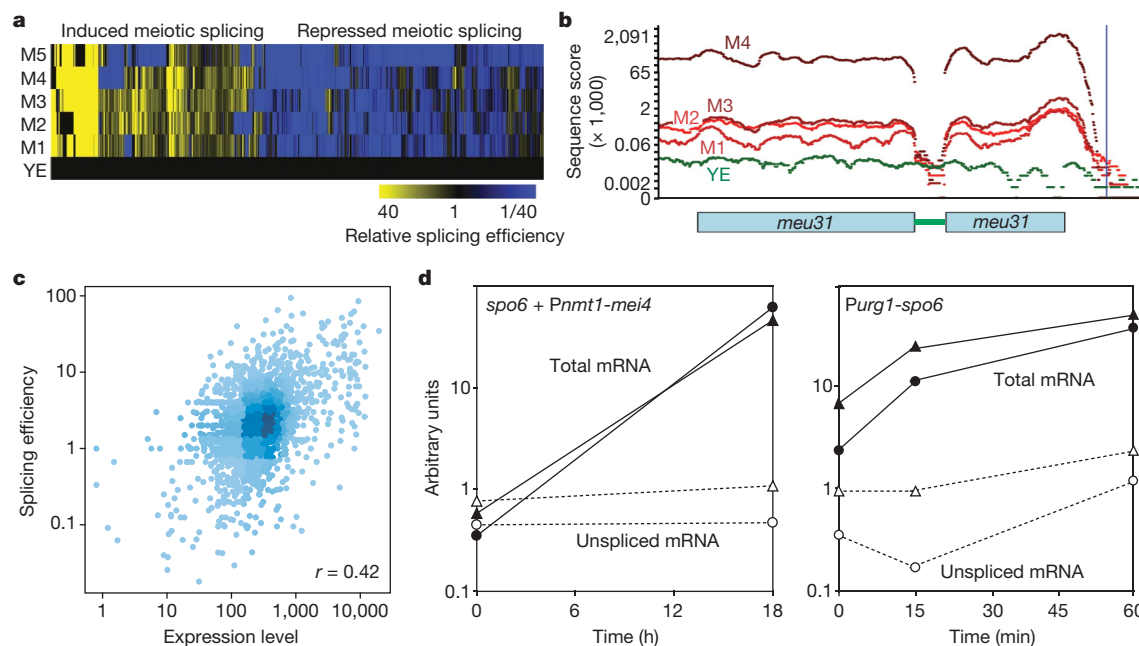 a
Induced meiotic splicing Repressed meiotic splicing
M5
M4
M3
M2
M1
YE
40 1 1/40
Relative splicing efficiency
b
Sequence score
(× 1,000)
2,091
65
2
0.06
0.002
0
M4
M3
M2
M1
YE
meu31 meu31
c
Splicing efficiency
100
10
1
0.1
r = 0.42
1 10 100 1,000 10,000
Expression level
d
Arbitrary units
10
1
0.1
spo6 + Pnmt1-mei4
Total mRNA
Unspliced mRNA
0 6 12 18
Time (h)
Purg1-spo6
10
1
0.1
Total mRNA
Unspliced mRNA
0 15 30 45 60
Time (min)